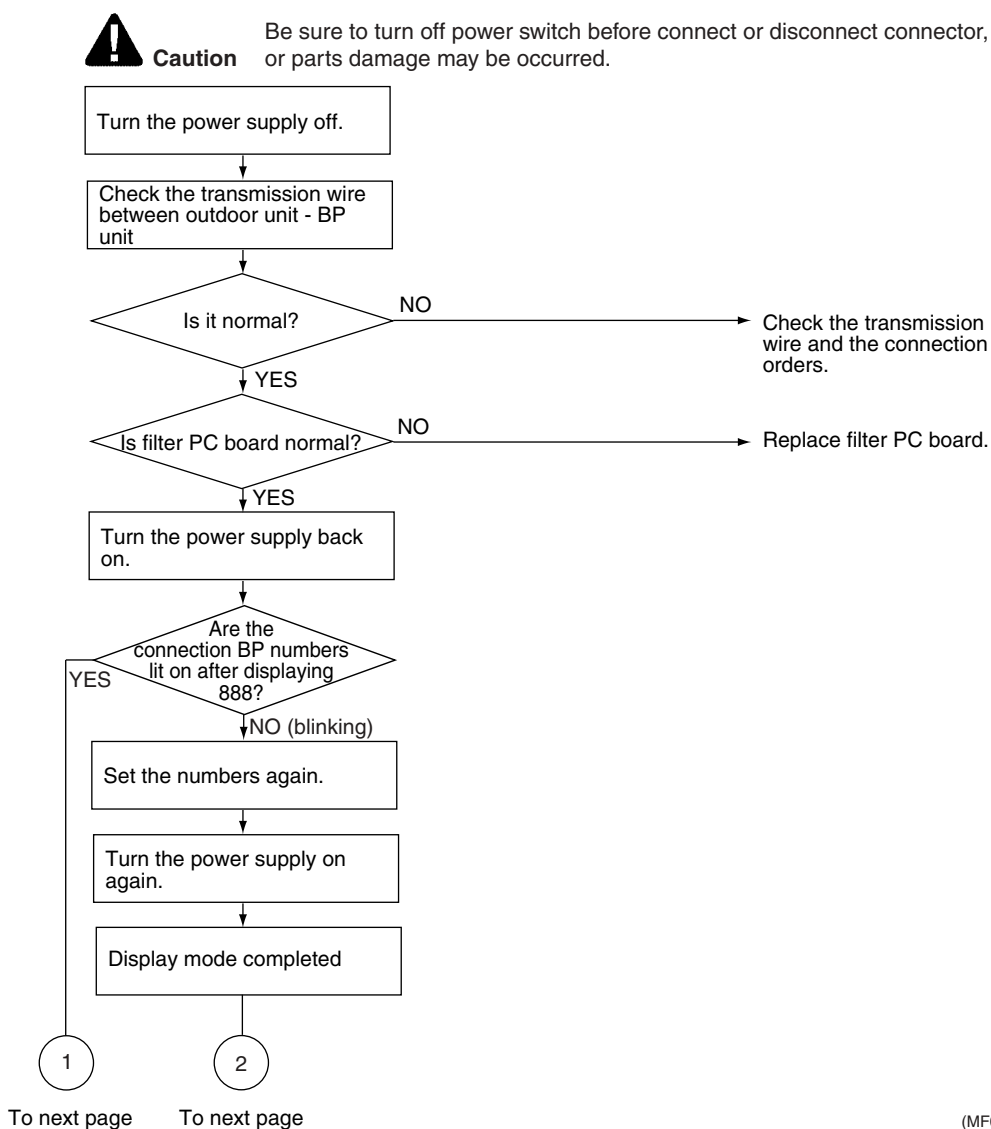 Be sure to turn off power switch before connect or disconnect connector,
Caution or parts damage may be occurred.
Turn the power supply off.
Check the transmission wire
between outdoor unit - BP
unit
Is it normal?
NO
Check the transmission
wire and the connection
orders.
YES
Is filter PC board normal?
NO
Replace filter PC board.
YES
Turn the power supply back
on.
Are the
connection BP numbers
lit on after displaying
888?
YES
NO (blinking)
Set the numbers again.
Turn the power supply on
again.
Display mode completed
1
2
To next page
To next page